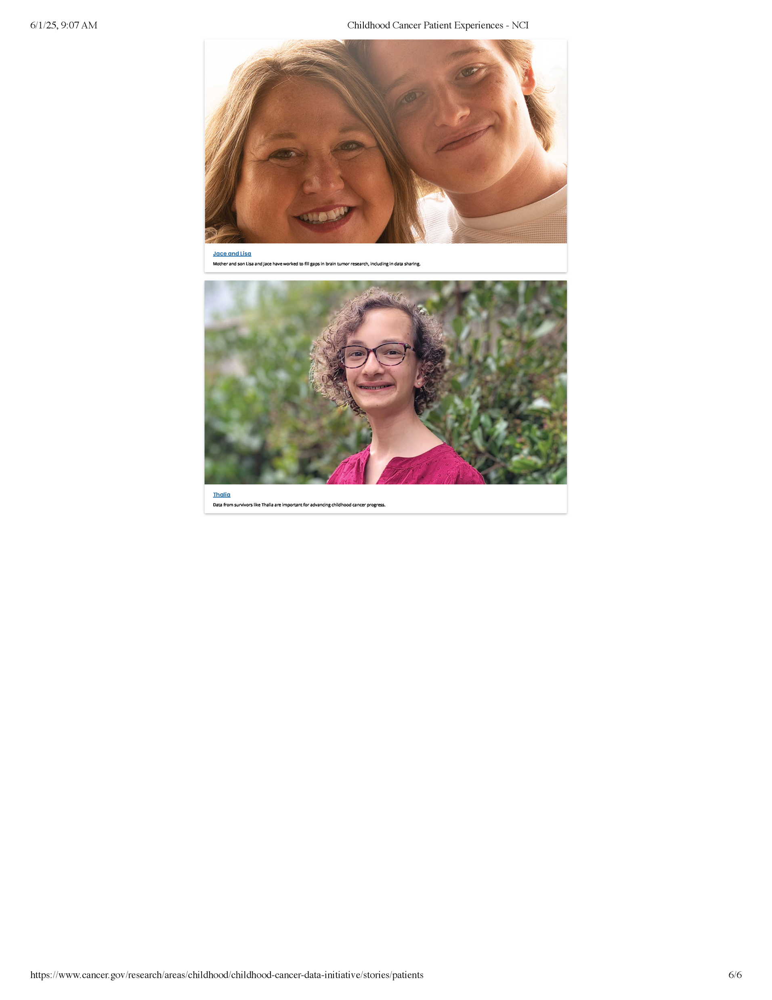 6/1/25, 9:07 AM
Childhood Cancer Patient Experiences - NCI
Jace and Lisa
Mother and son Lisa and Jace have worked to fill gaps in brain tumor research, including in data sharing.
Thalia
Data from survivors like Thalia are important for advancing childhood cancer progress.
https://www.cancer.gov/research/areas/childhood/childhood-cancer-data-initiative/stories/patients
6/6